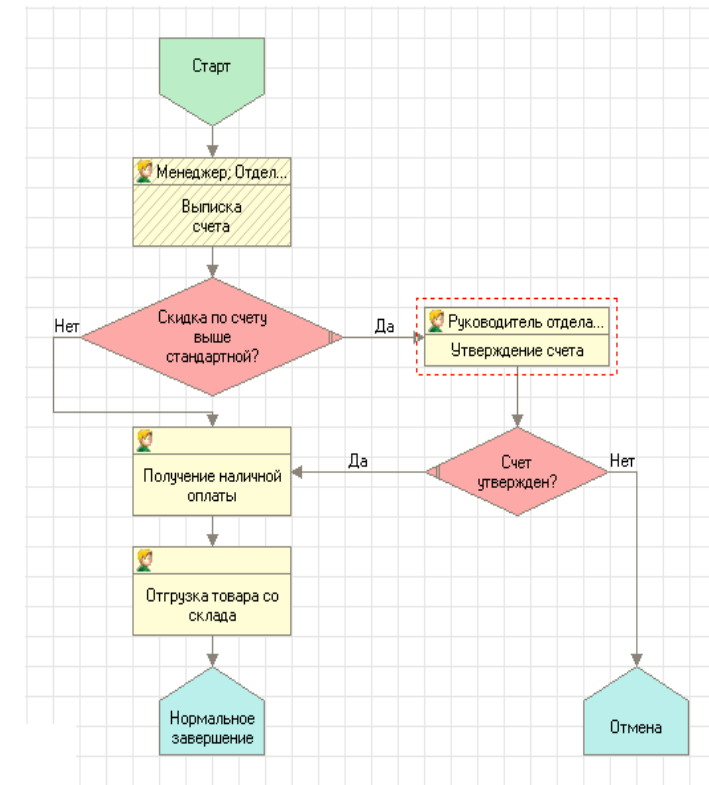 Старт
Менеджер; Отдел...
Выписка
счета
Нет
Скидка по счету
выше
стандартной?
Да
Руководитель отдела...
Утверждение счета
Получение наличной
оплаты
Да
Счет
утвержден?
Нет
Отгрузка товара со
склада
Нормальное
завершение
Отмена